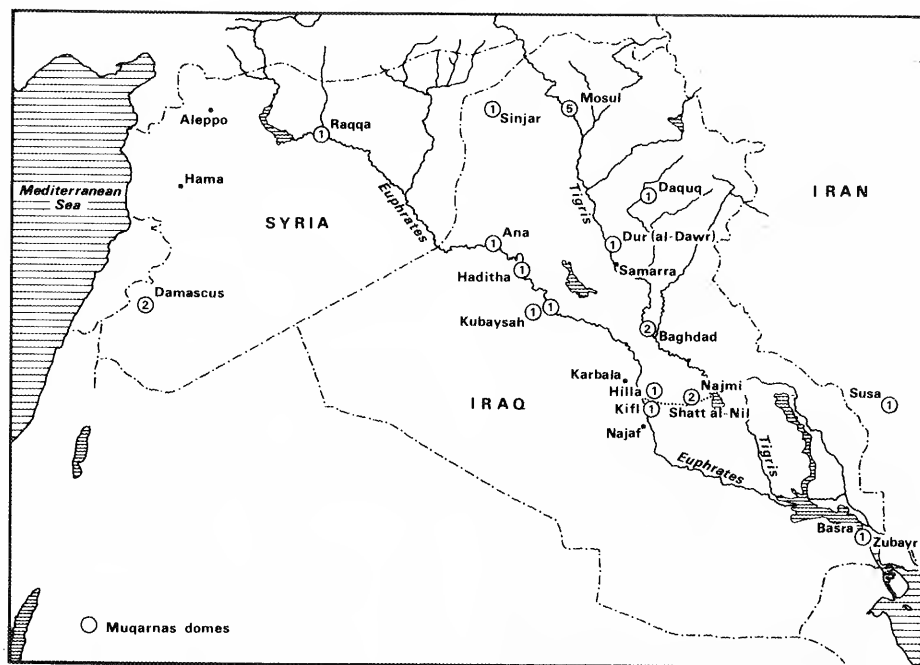 Aleppo
Hama
Mediterranean
Sea
SYRIA
Damascus
2
Raqqa
1
Euphrates
Sinjar
1
Mosul
5
Tigris
Daquq
1
IRAN
Ana
1
Dur (al-Dawr)
1
Samarra
Haditha
1
Kubaysah
1
1
Baghdad
2
IRAQ
Karbala
Hilla
1
Najmi
2
Shatt al-Nil
Kifl
1
Najaf
Susa
1
Euphrates
Tigris
Basra
1
Zubayr
Muqarnas domes